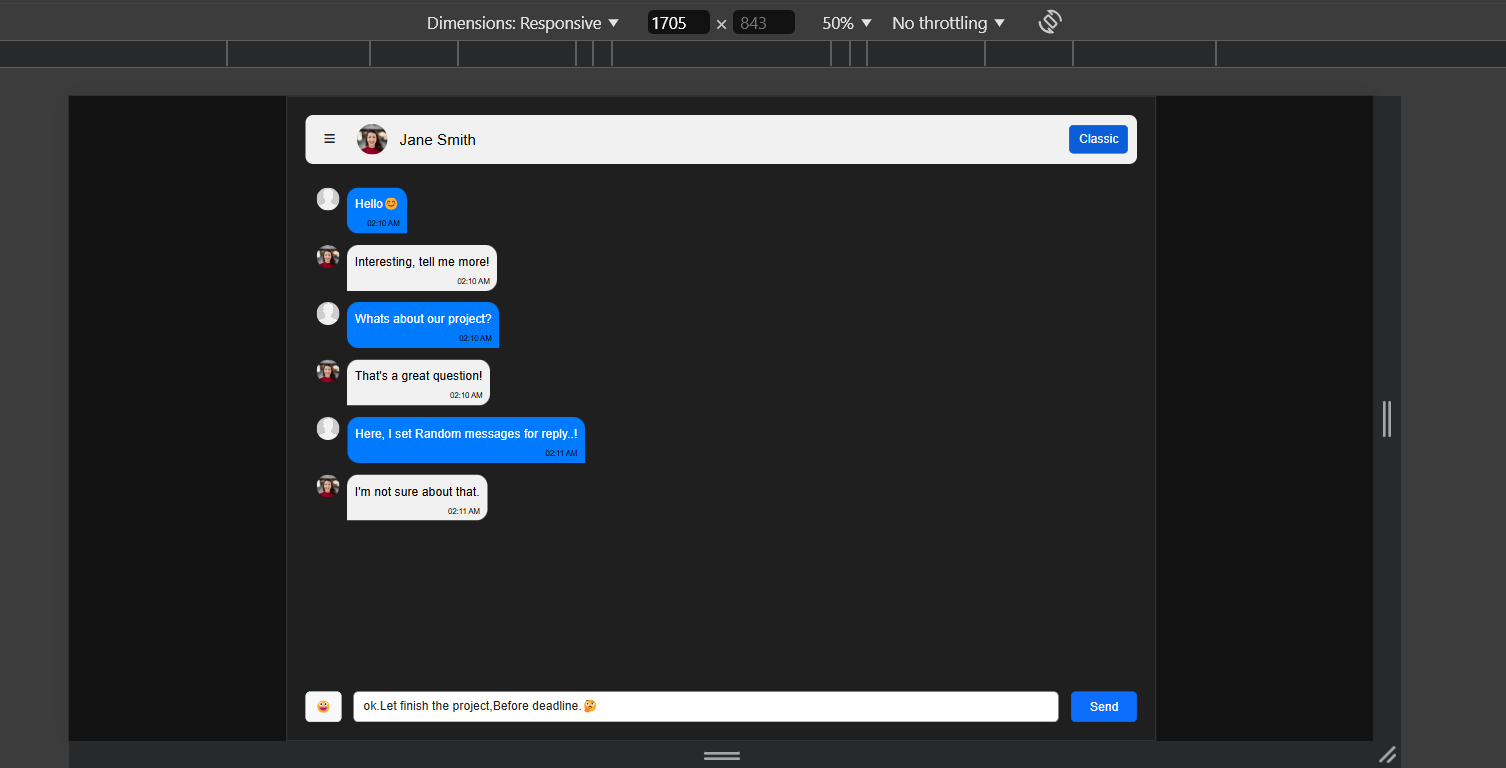 Dimensions: Responsive ▼ 1705 × 843 50% ▼ No throttling ▼
☰ Jane Smith Classic
Hello😊
02:10 AM
Interesting, tell me more!
02:10 AM
Whats about our project?
02:10 AM
That's a great question!
02:10 AM
Here, I set Random messages for reply..!
02:11 AM
I'm not sure about that.
02:11 AM
😀 ok.Let finish the project,Before deadline.🤔 Send